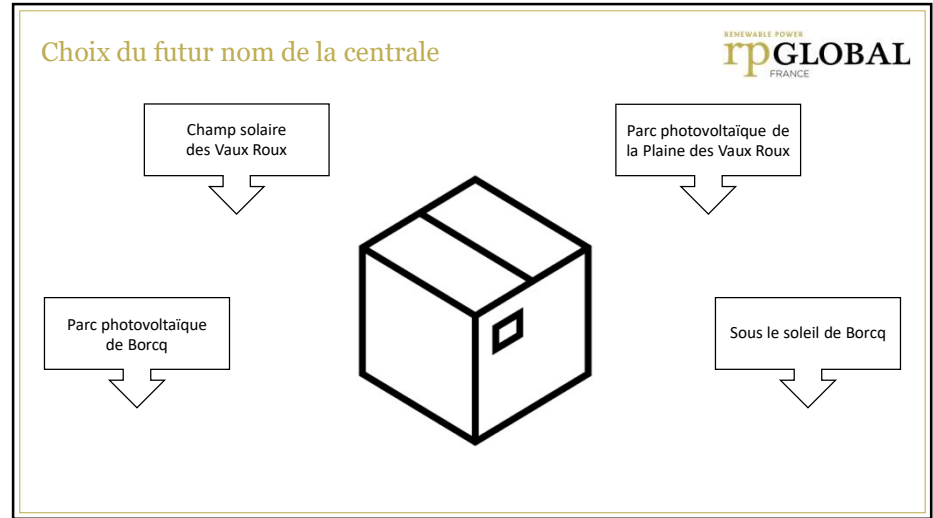 Choix du futur nom de la centrale
RENEWABLE POWER
rpGLOBAL
FRANCE
Champ solaire
des Vaux Roux
Parc photovoltaïque de
la Plaine des Vaux Roux
Parc photovoltaïque
de Borcq
Sous le soleil de Borcq